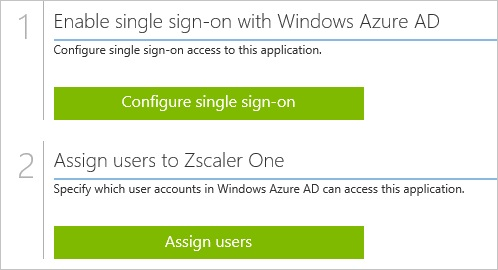 1 Enable single sign-on with Windows Azure AD
Configure single sign-on access to this application.
Configure single sign-on
2 Assign users to Zscaler One
Specify which user accounts in Windows Azure AD can access this application.
Assign users